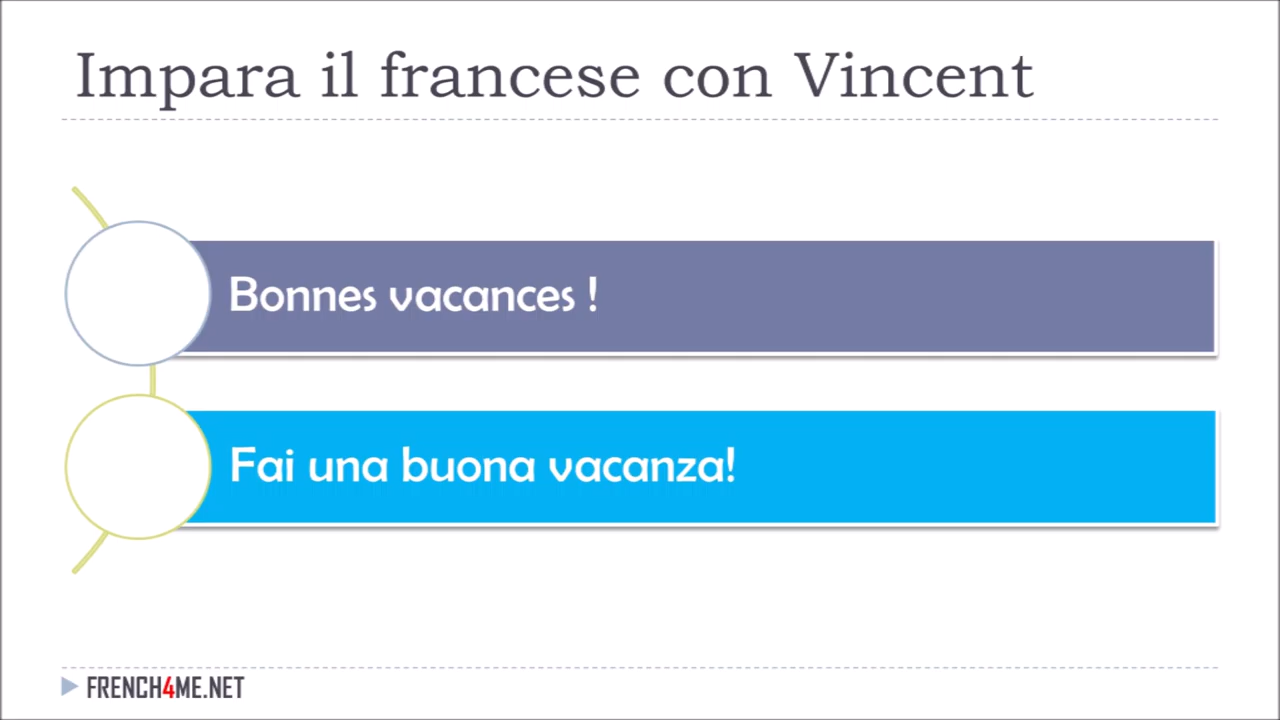 Impara il francese con Vincent
Bonnes vacances !
Fai una buona vacanza!
FRENCH4ME.NET